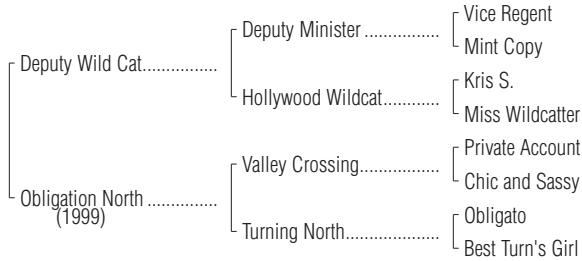 Vice Regent
Deputy Minister ..................
Mint Copy
Deputy Wild Cat................
Kris S.
Hollywood Wildcat............
Miss Wildcatter
Private Account
Valley Crossing...................
Chic and Sassy
Obligation North ...............
(1999)
Obligato
Turning North......................
Best Turn's Girl